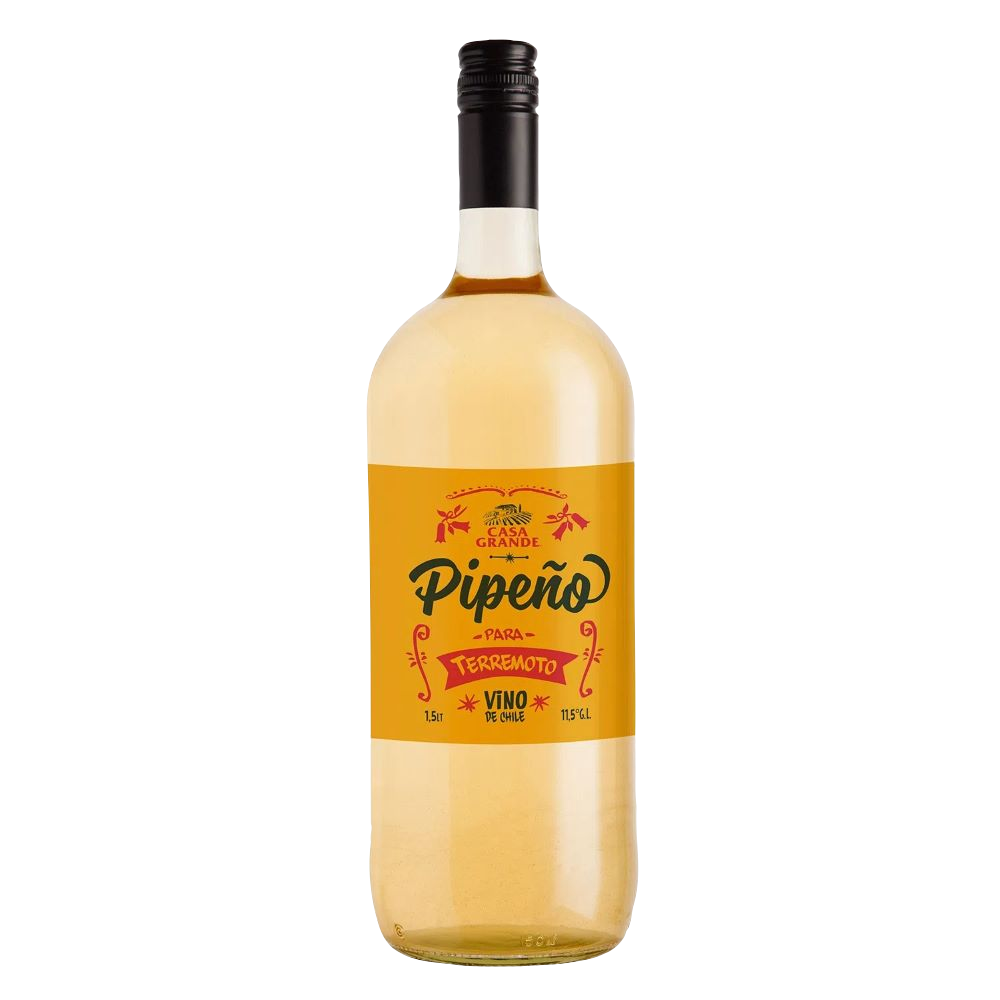 CASA
GRANDE
Pipeño
-PARA-
TERREMOTO
ViNO
DE CHILE
1,5LT
11,5°G.L.